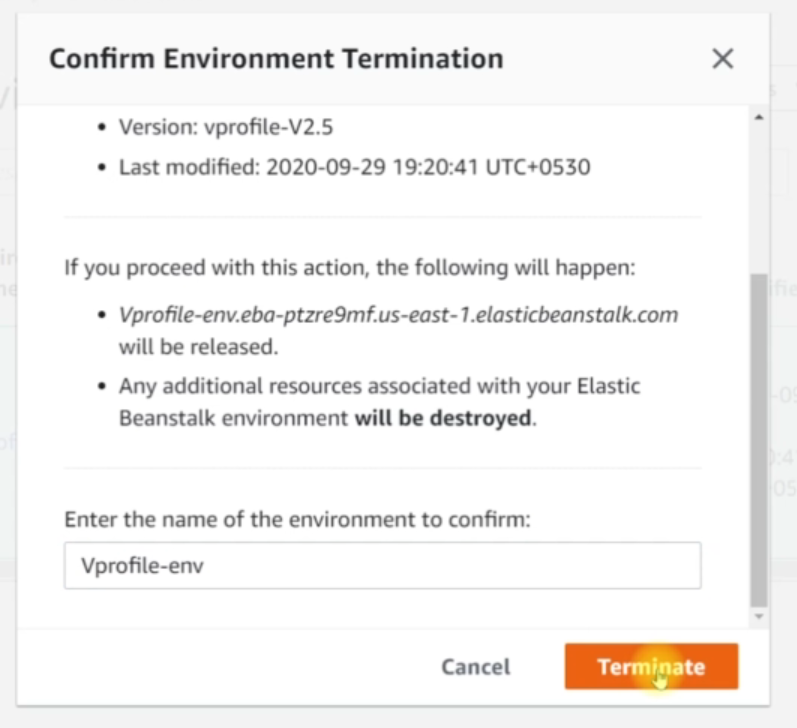 Confirm Environment Termination
• Version: vprofile-V2.5
• Last modified: 2020-09-29 19:20:41 UTC+0530
If you proceed with this action, the following will happen:
• Vprofile-env.eba-ptzre9mf.us-east-1.elasticbeanstalk.com
will be released.
• Any additional resources associated with your Elastic
Beanstalk environment will be destroyed.
Enter the name of the environment to confirm:
Vprofile-env
Cancel Terminate